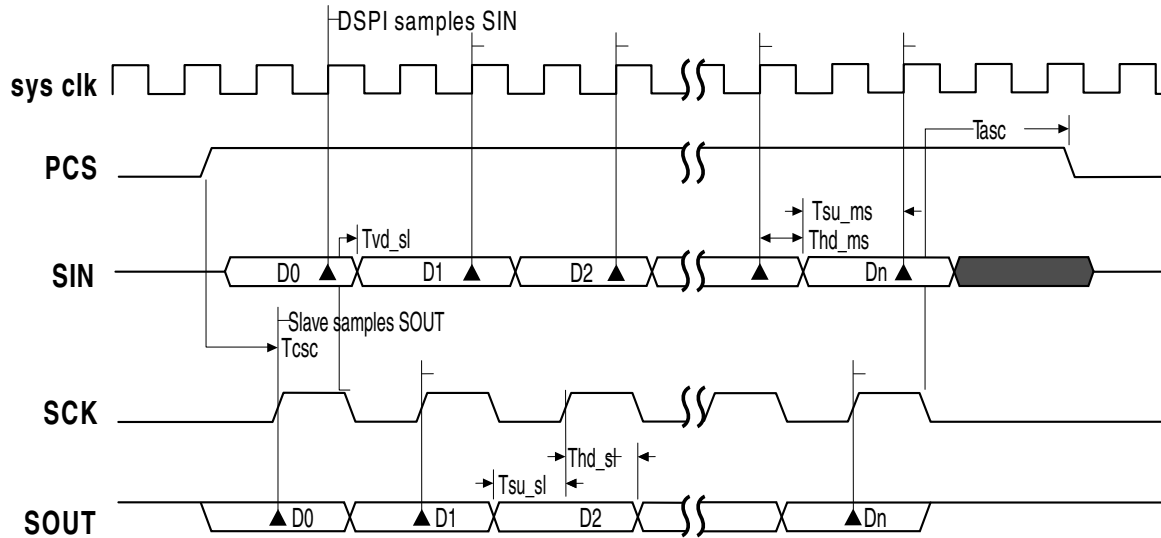 DSPI samples SIN
sys clk
Tasc
PCS
Tsu_ms
Tvd_sl
Thd_ms
SIN
D0
D1
D2
Dn
Slave samples SOUT
Tcsc
SCK
Thd_sl
Tsu_sl
SOUT
D0
D1
D2
Dn